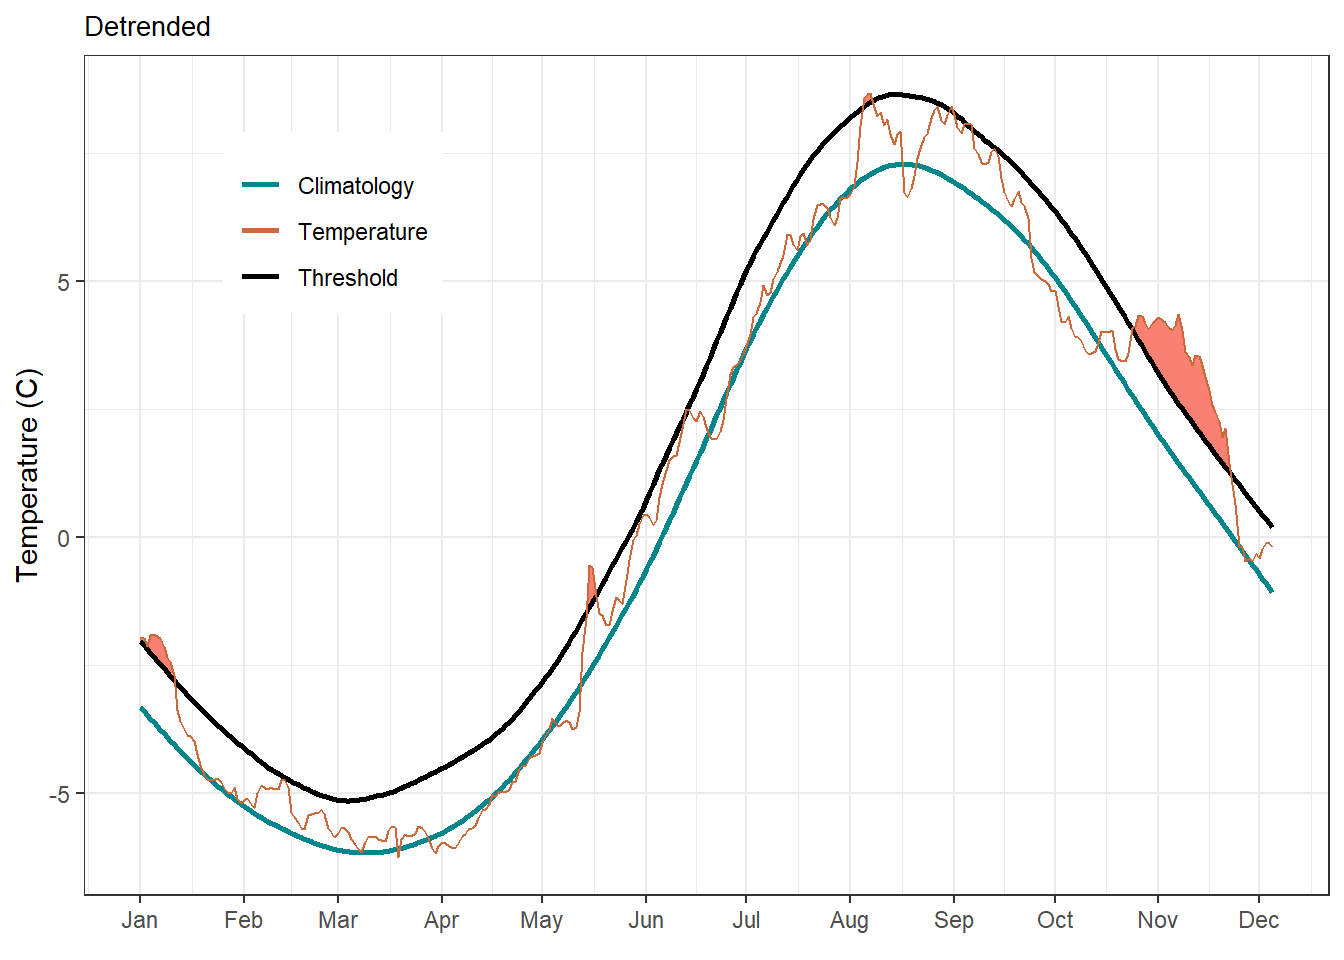 Detrended
Temperature (C)
Climatology
Temperature
Threshold
5
0
-5
Jan Feb Mar Apr May Jun Jul Aug Sep Oct Nov Dec